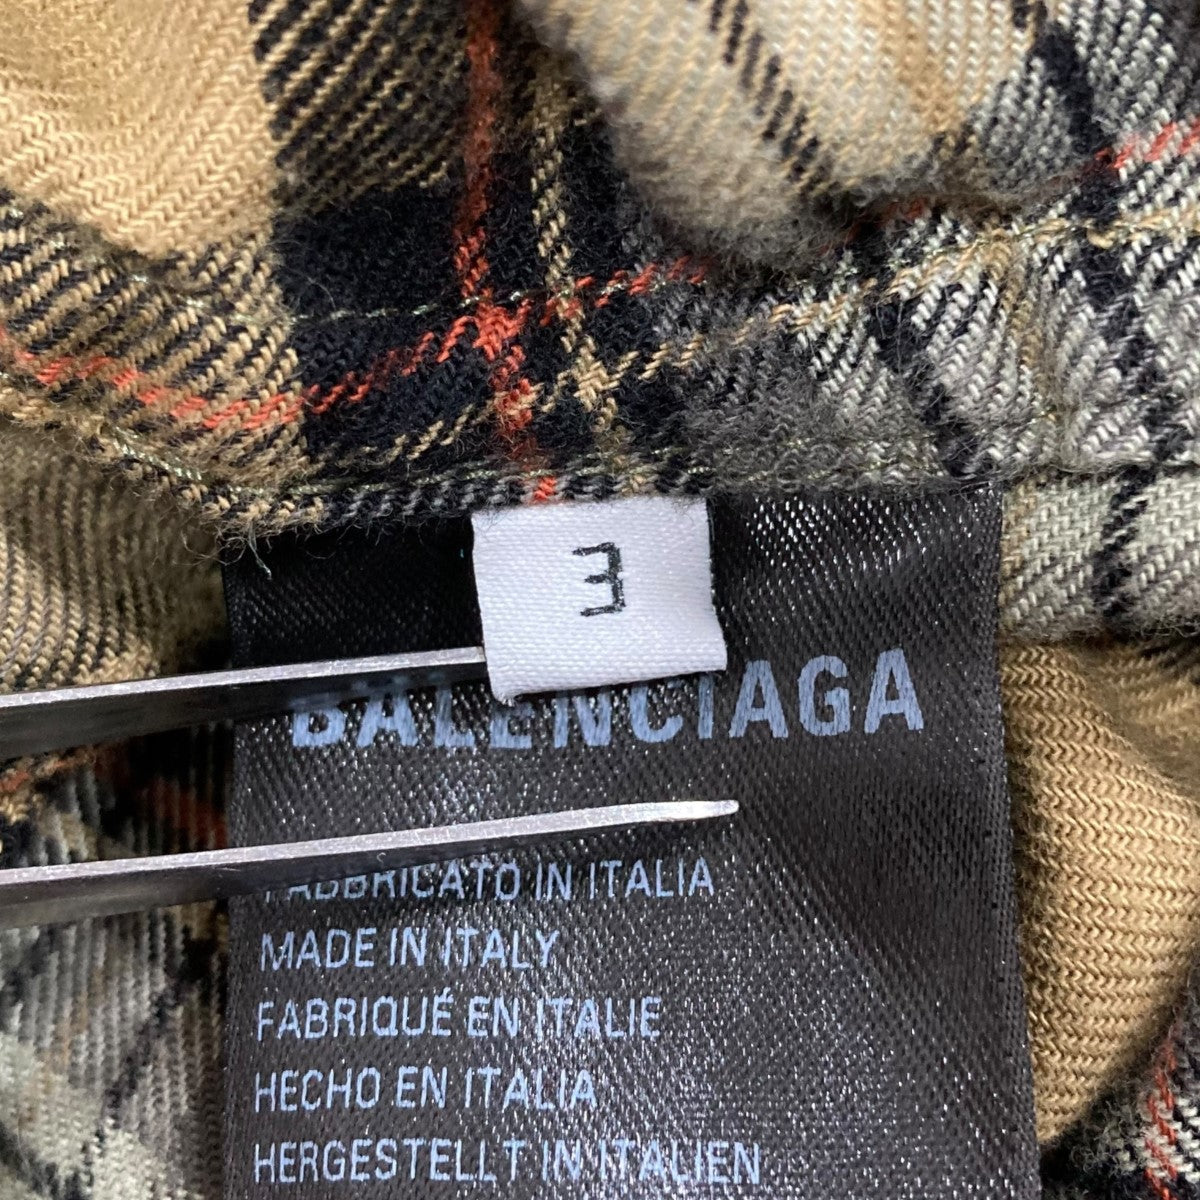 3
BALENCIAGA
FABBRICATO IN ITALIA
MADE IN ITALY
FABRIQUÉ EN ITALIE
HECHO EN ITALIA
HERGESTELLT IN ITALIEN